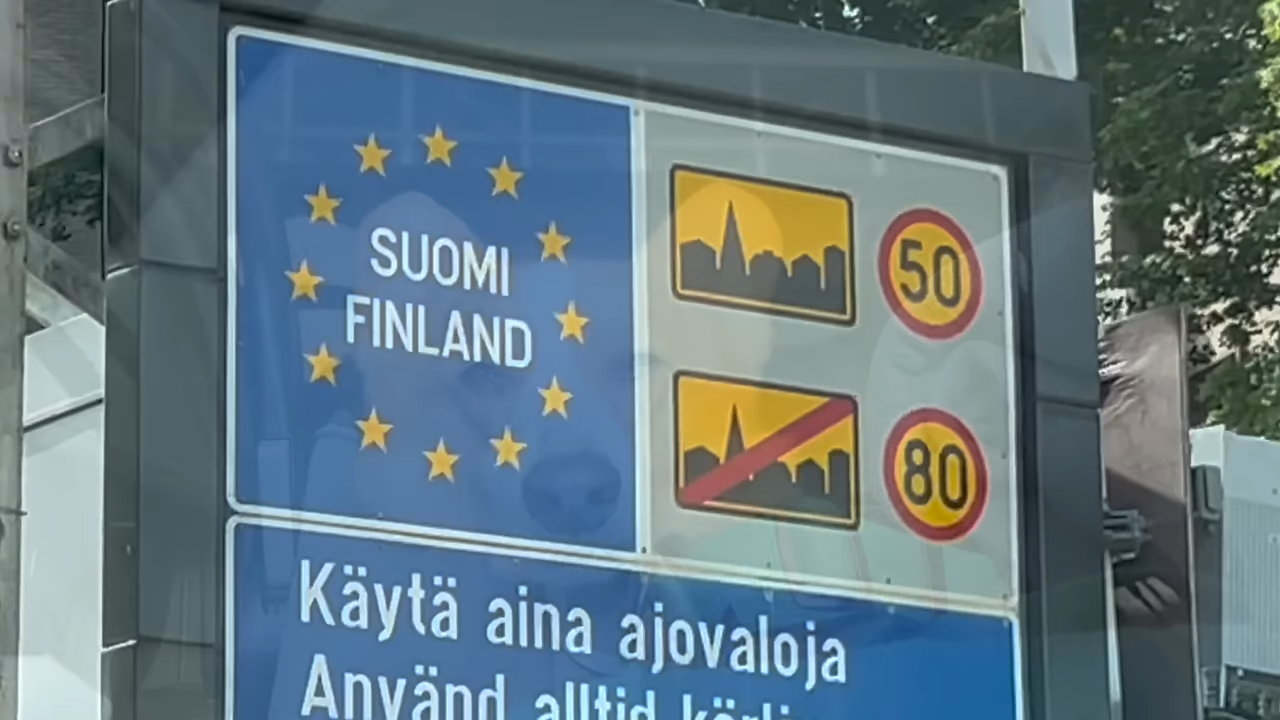 SUOMI
FINLAND
50
80
Käytä aina ajovaloja
Använd alltid